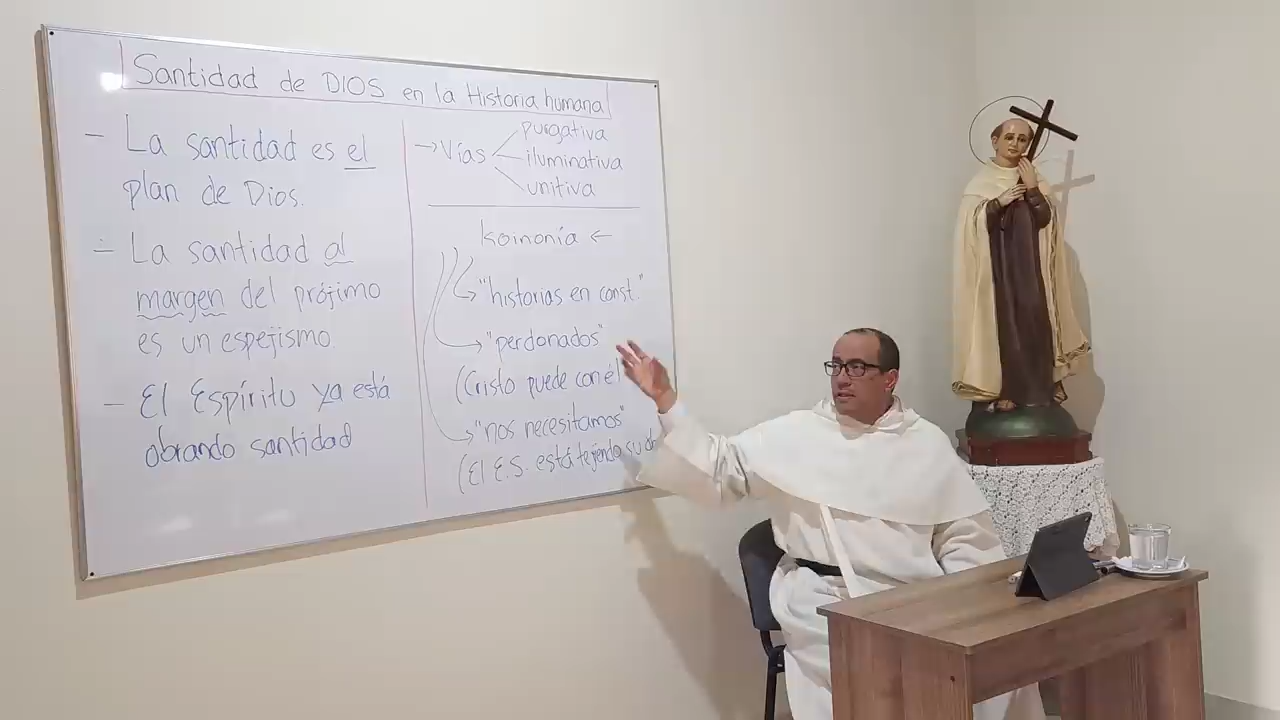 Santidad de DIOS en la Historia humana
- La santidad es el
plan de Dios.
- La santidad al
margen del prójimo
es un espejismo
- El Espíritu ya está
obrando santidad
→ Vías
purgativa
iluminativa
unitiva
Koinonía ←
"historias en const."
"perdonados"
(Cristo puede con él
"nos necesitamos"
(El E.S. está tejiendo su